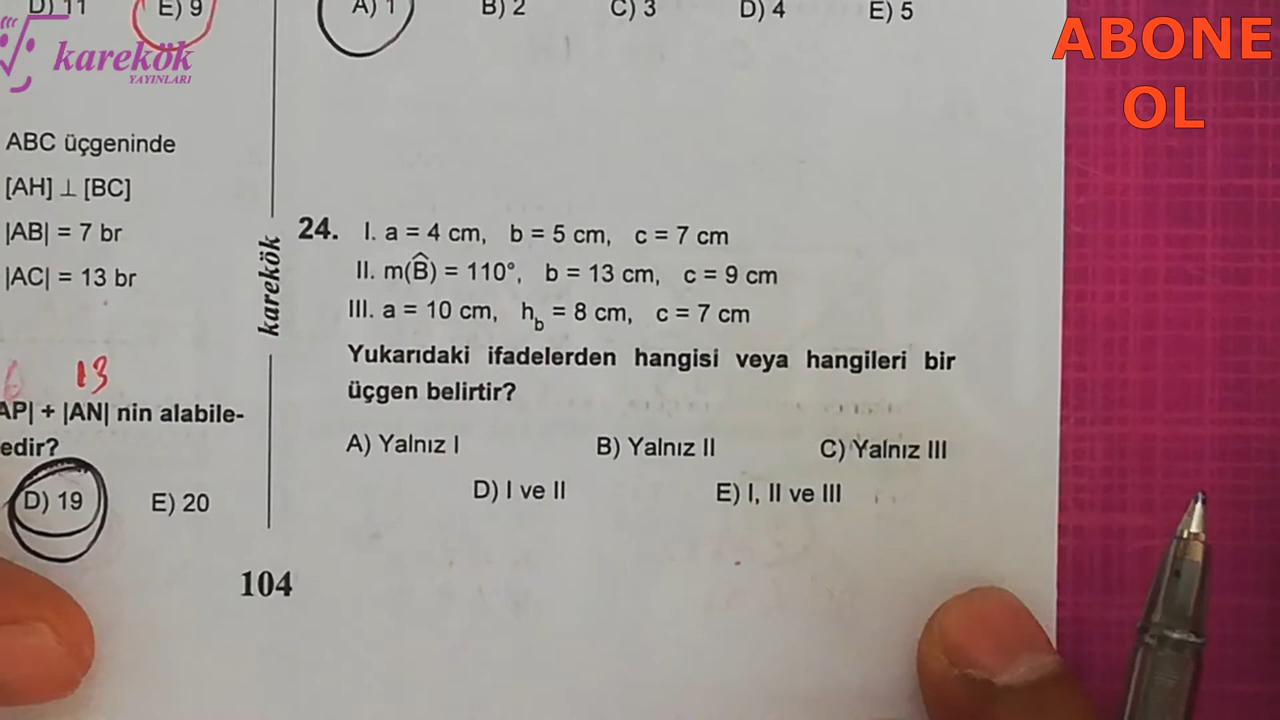 D) 11
E) 9
A) 1
B) 2
C) 3
D) 4
E) 5
karekök
YAYINLARI
ABONE
OL
ABC üçgeninde
[AH] ⊥ [BC]
|AB| = 7 br
|AC| = 13 br
13
AP| + |AN| nin alabile-
edir?
D) 19
E) 20
karekök
24. I. a = 4 cm, b = 5 cm, c = 7 cm
II. m(B̂) = 110°, b = 13 cm, c = 9 cm
III. a = 10 cm, h_b = 8 cm, c = 7 cm
Yukarıdaki ifadelerden hangisi veya hangileri bir
üçgen belirtir?
A) Yalnız I
B) Yalnız II
C) Yalnız III
D) I ve II
E) I, II ve III
104